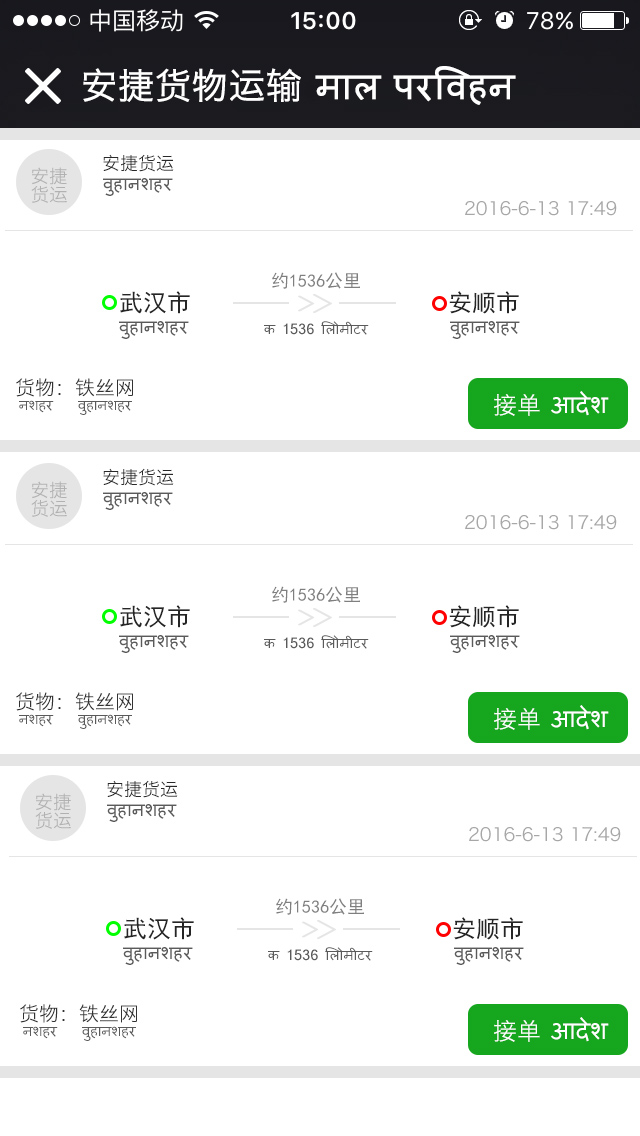 中国移动 15:00 78%
安捷货物运输 माल परविहन
安捷货运
安捷货运
वुहानशहर
2016-6-13 17:49
约1536公里
武汉市 安顺市
वुहानशहर क 1536 लिोमीटर वुहानशहर
货物：铁丝网
नशहर वुहानशहर
接单 आदेश
安捷货运
安捷货运
वुहानशहर
2016-6-13 17:49
约1536公里
武汉市 安顺市
वुहानशहर क 1536 लिोमीटर वुहानशहर
货物：铁丝网
नशहर वुहानशहर
接单 आदेश
安捷货运
安捷货运
वुहानशहर
2016-6-13 17:49
约1536公里
武汉市 安顺市
वुहानशहर क 1536 लिोमीटर वुहानशहर
货物：铁丝网
नशहर वुहानशहर
接单 आदेश